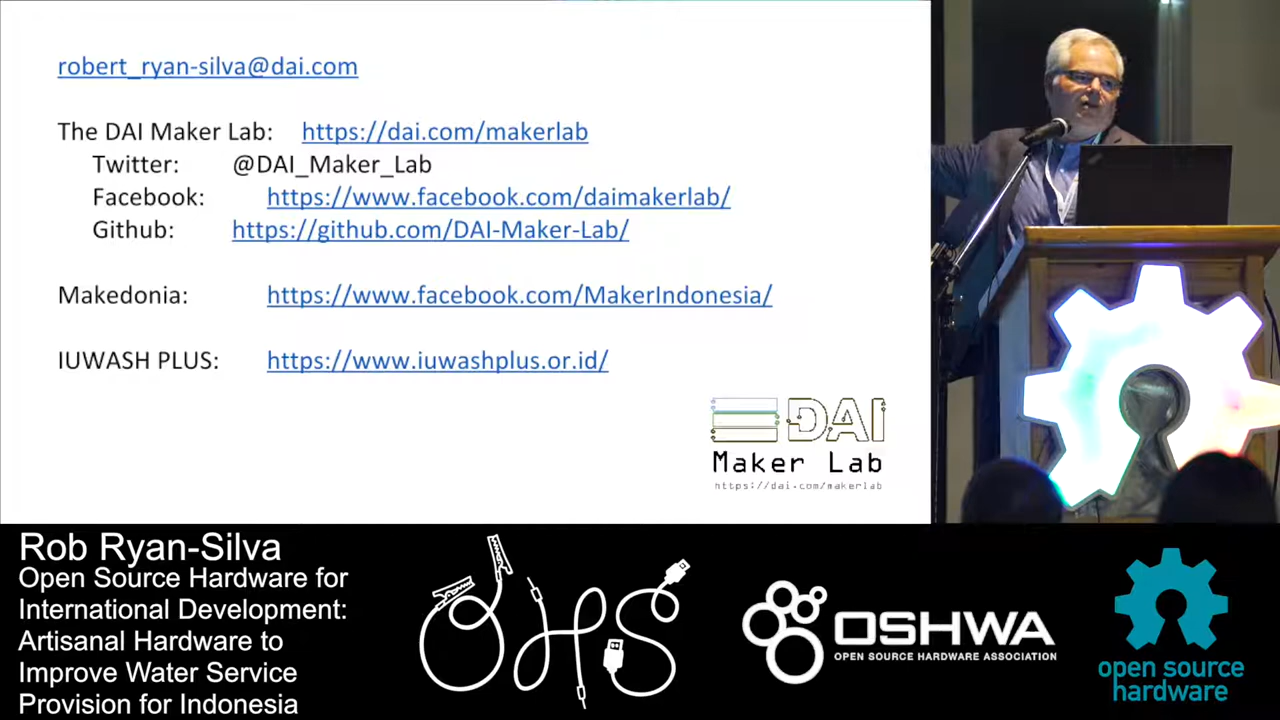 robert_ryan-silva@dai.com
The DAI Maker Lab: https://dai.com/makerlab
Twitter: @DAI_Maker_Lab
Facebook: https://www.facebook.com/daimakerlab/
Github: https://github.com/DAI-Maker-Lab/
Makedonia: https://www.facebook.com/MakerIndonesia/
IUWASH PLUS: https://www.iuwashplus.or.id/
DAI
Maker Lab
https://dai.com/makerlab
Rob Ryan-Silva
Open Source Hardware for
International Development:
Artisanal Hardware to
Improve Water Service
Provision for Indonesia
OHS
OSHWA
OPEN SOURCE HARDWARE ASSOCIATION
open source
hardware